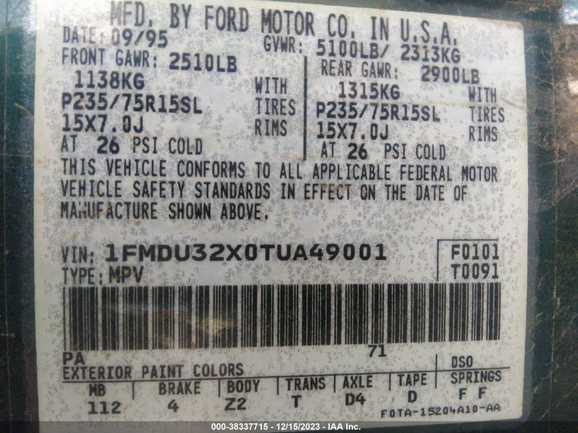 MFD. BY FORD MOTOR CO. IN U.S.A.
DATE: 09/95 GVWR: 5100LB/ 2313KG
FRONT GAWR: 2510LB REAR GAWR: 2900LB
1138KG WITH 1315KG WITH
P235/75R15SL TIRES P235/75R15SL TIRES
15X7.0J RIMS 15X7.0J RIMS
AT 26 PSI COLD AT 26 PSI COLD
THIS VEHICLE CONFORMS TO ALL APPLICABLE FEDERAL MOTOR
VEHICLE SAFETY STANDARDS IN EFFECT ON THE DATE OF
MANUFACTURE SHOWN ABOVE.
VIN: 1FMDU32X0TUA49001 F0101
TYPE: MPV T0091
PA 71
EXTERIOR PAINT COLORS DSO
MB BRAKE BODY TRANS AXLE TAPE SPRINGS
112 4 Z2 T D4 D F F
F0TA-15204A10-AA
000-38337715 - 12/15/2023 - IAA Inc.